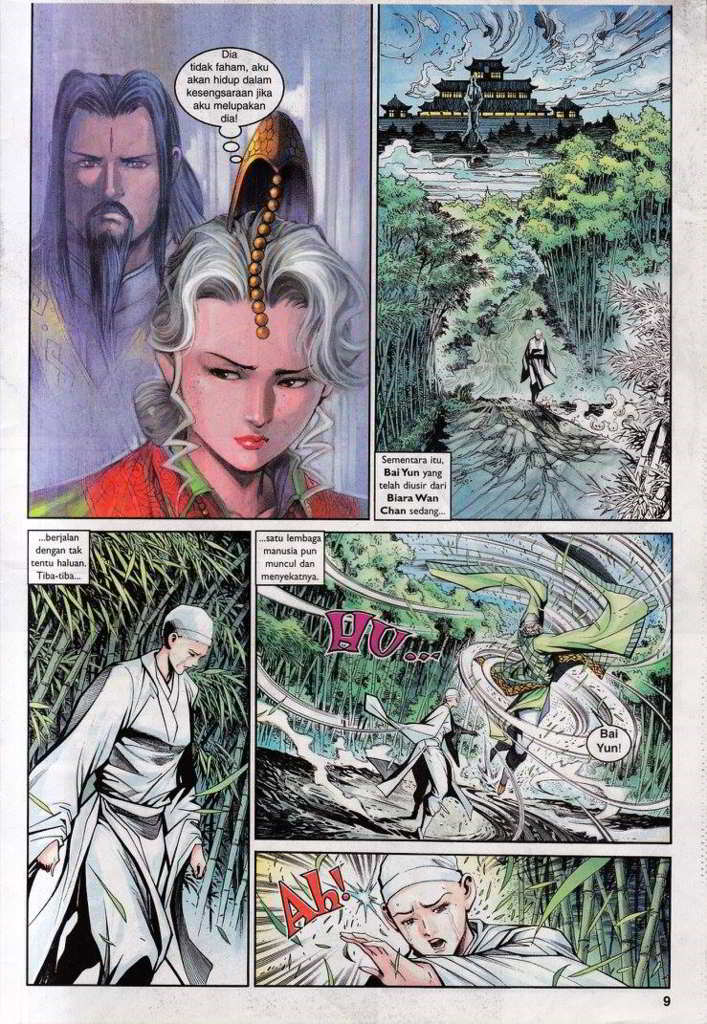 Dia
tidak faham, aku
akan hidup dalam
kesengsaraan jika
aku melupakan
dia!
Sementara itu,
Bai Yun yang
telah diusir dari
Biara Wan
Chan sedang...
...berjalan
dengan tak
tentu haluan.
Tiba-tiba...
...satu lembaga
manusia pun
muncul dan
menyekatnya.
HU...
Bai
Yun!
Ah!
9